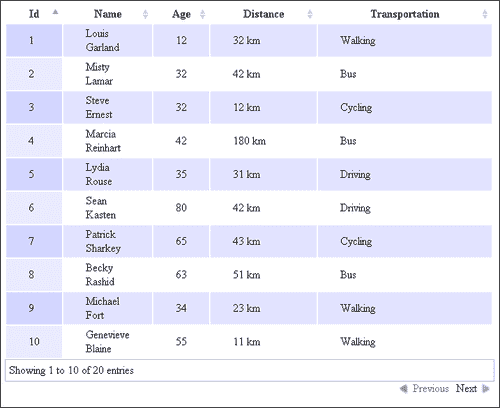 Id Name Age Distance Transportation
1 Louis Garland 12 32 km Walking
2 Misty Lamar 32 42 km Bus
3 Steve Ernest 32 12 km Cycling
4 Marcia Reinhart 42 180 km Bus
5 Lydia Rouse 35 31 km Driving
6 Sean Kasten 80 42 km Driving
7 Patrick Sharkey 65 43 km Cycling
8 Becky Rashid 63 51 km Bus
9 Michael Fort 34 23 km Walking
10 Genevieve Blaine 55 11 km Walking
Showing 1 to 10 of 20 entries
Previous Next